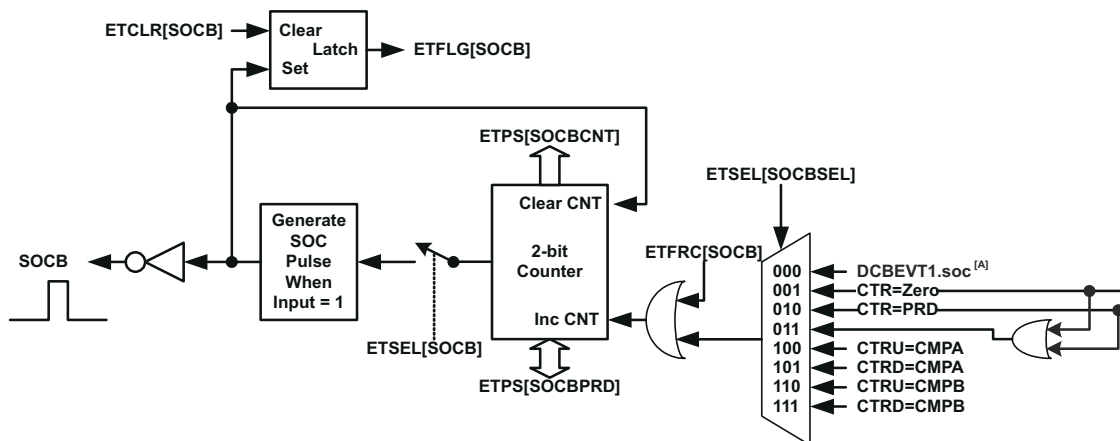 ETCLR[SOCB]
Clear
Latch
Set
ETFLG[SOCB]
ETPS[SOCBCNT]
ETSEL[SOCBSEL]
Clear CNT
2-bit
Counter
Inc CNT
Generate
SOC
Pulse
When
Input = 1
SOCB
ETSEL[SOCB]
ETPS[SOCBPRD]
ETFRC[SOCB]
000 DCBEVT1.soc [A]
001 CTR=Zero
010 CTR=PRD
011
100 CTRU=CMPA
101 CTRD=CMPA
110 CTRU=CMPB
111 CTRD=CMPB